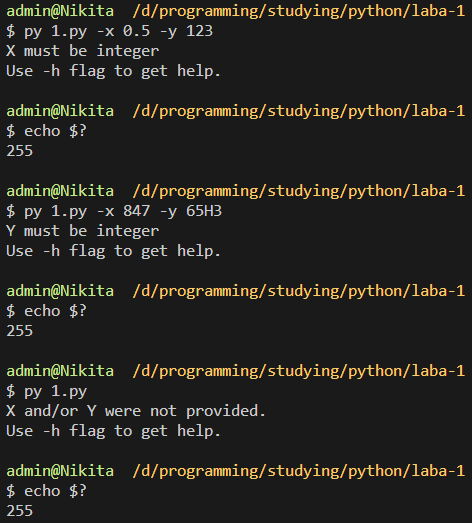 admin@Nikita /d/programming/studying/python/laba-1
$ py 1.py -x 0.5 -y 123
X must be integer
Use -h flag to get help.
admin@Nikita /d/programming/studying/python/laba-1
$ echo $?
255
admin@Nikita /d/programming/studying/python/laba-1
$ py 1.py -x 847 -y 65H3
Y must be integer
Use -h flag to get help.
admin@Nikita /d/programming/studying/python/laba-1
$ echo $?
255
admin@Nikita /d/programming/studying/python/laba-1
$ py 1.py
X and/or Y were not provided.
Use -h flag to get help.
admin@Nikita /d/programming/studying/python/laba-1
$ echo $?
255